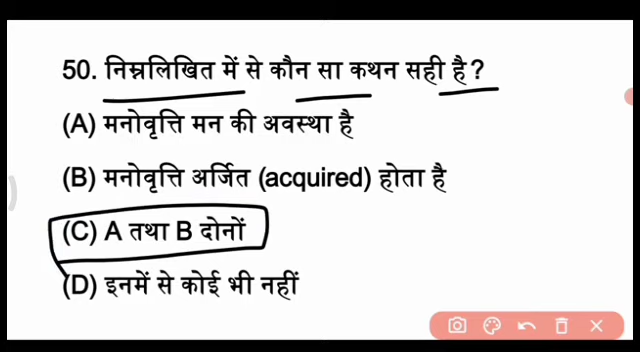 50. निम्नलिखित में से कौन सा कथन सही है?
(A) मनोवृत्ति मन की अवस्था है
(B) मनोवृत्ति अर्जित (acquired) होता है
(C) A तथा B दोनों
(D) इनमें से कोई भी नहीं